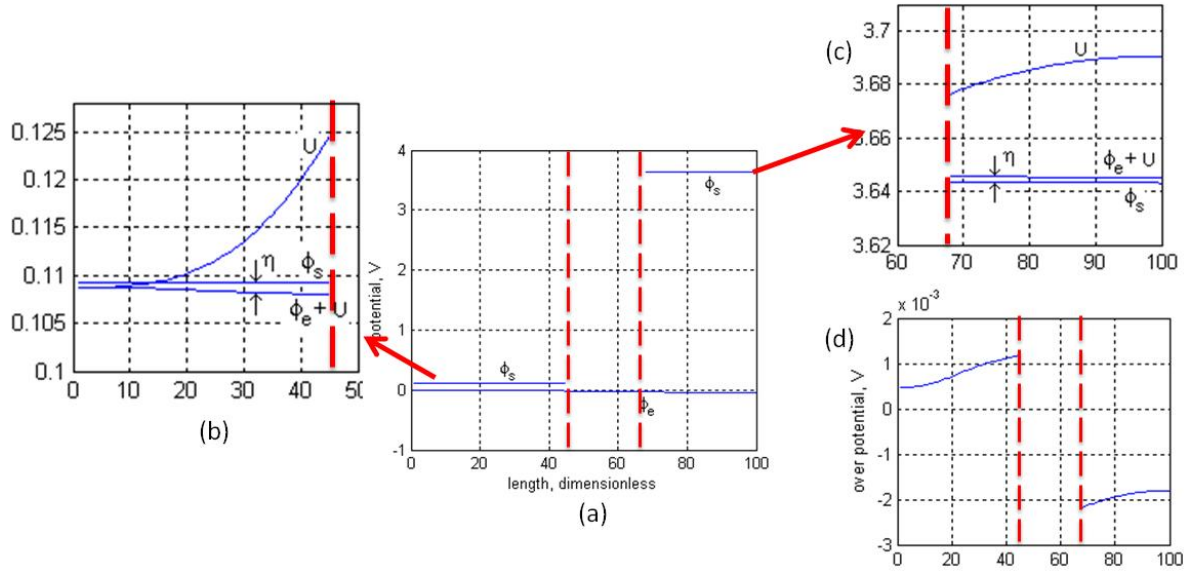 0.125
0.12
0.115
0.11
0.105
0.1
U
η
ϕs
ϕe + U
0 10 20 30 40 50
(b)
4
3
2
1
0
-1
potential, V
ϕs
ϕe
0 20 40 60 80 100
length, dimensionless
(a)
(c)
3.7
3.68
3.66
3.64
3.62
U
η
ϕe + U
ϕs
60 70 80 90 100
(d)
x 10-3
2
1
0
-1
-2
-3
over potential, V
0 20 40 60 80 100